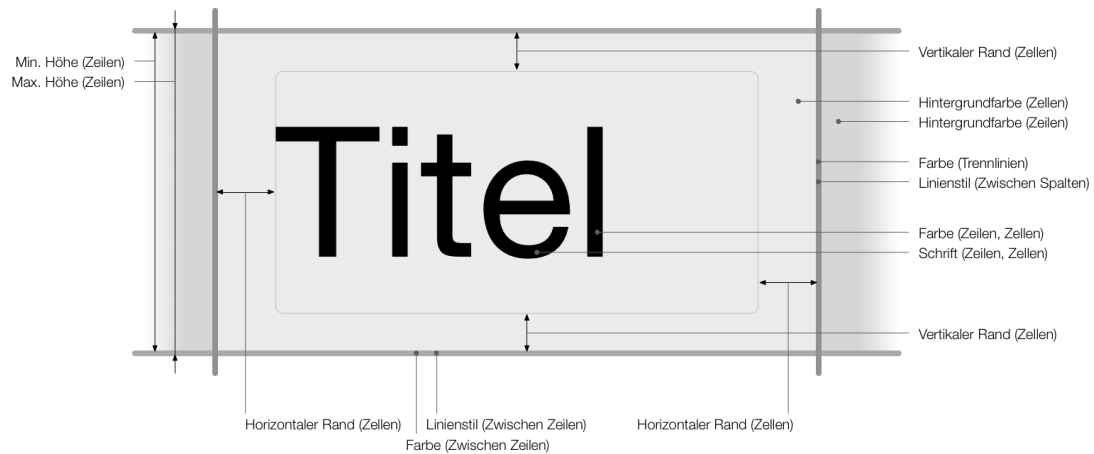 Vertikaler Rand (Zellen)
Min. Höhe (Zeilen)
Max. Höhe (Zeilen)
Hintergrundfarbe (Zellen)
Hintergrundfarbe (Zeilen)
Titel
Farbe (Trennlinien)
Linienstil (Zwischen Spalten)
Farbe (Zeilen, Zellen)
Schrift (Zeilen, Zellen)
Vertikaler Rand (Zellen)
Horizontaler Rand (Zellen)
Linienstil (Zwischen Zeilen)
Horizontaler Rand (Zellen)
Farbe (Zwischen Zeilen)